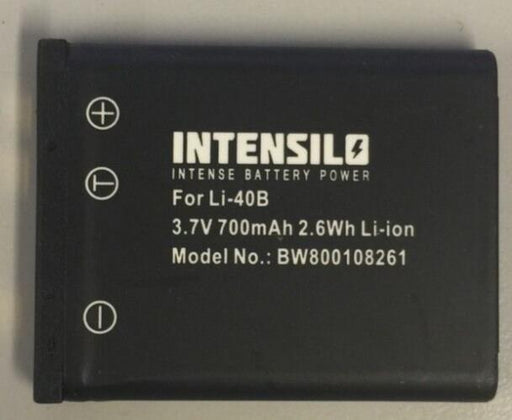 +
INTENSILO
INTENSE BATTERY POWER
T
For Li-40B
3.7V 700mAh 2.6Wh Li-ion
Model No.: BW800108261
−